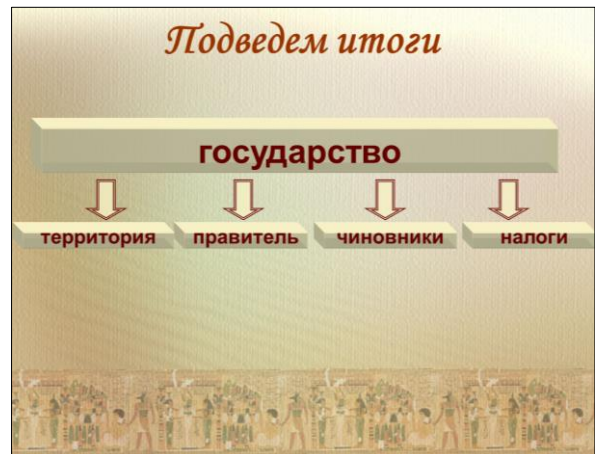 Подведем итоги
государство
территория правитель чиновники налоги